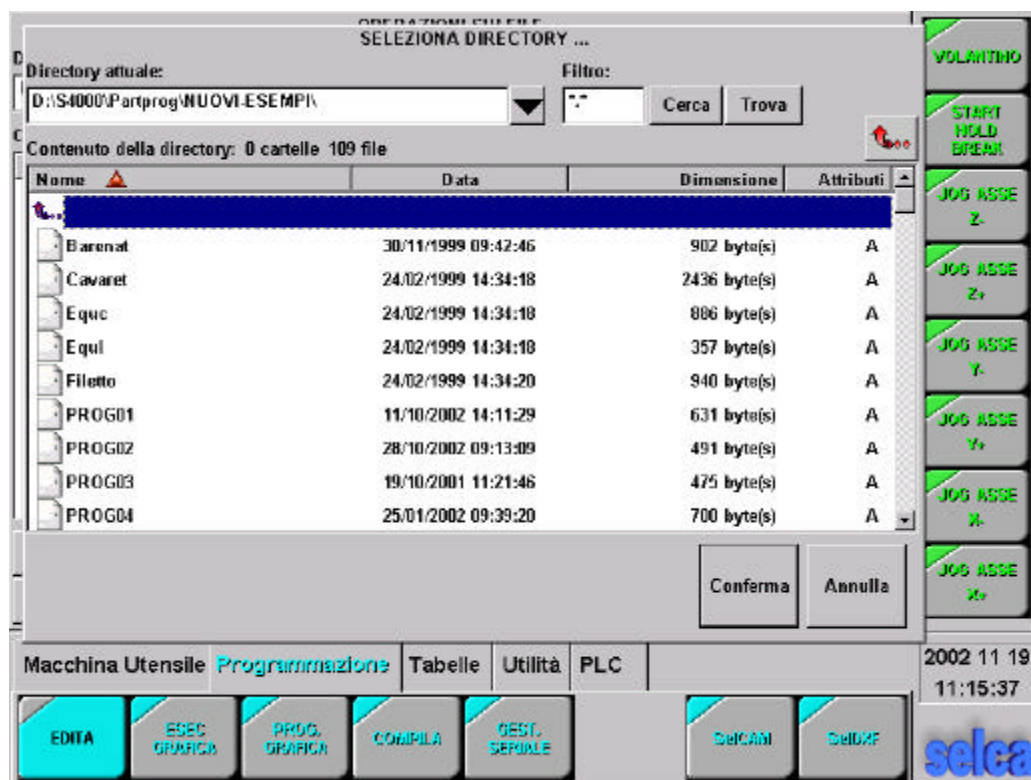 OPERAZIONI SUI FILE
SELEZIONA DIRECTORY ...
Directory attuale:
Filtro:
D:\S4000\Partprog\NUOVI-ESEMPI\
*.*
Cerca
Trova
Contenuto della directory: 0 cartelle 109 file
Nome Data Dimensione Attributi
Barenat 30/11/1999 09:42:46 902 byte(s) A
Cavaret 24/02/1999 14:34:18 2436 byte(s) A
Equc 24/02/1999 14:34:18 886 byte(s) A
Equl 24/02/1999 14:34:18 357 byte(s) A
Filetto 24/02/1999 14:34:20 940 byte(s) A
PROG01 11/10/2002 14:11:29 631 byte(s) A
PROG02 28/10/2002 09:13:09 491 byte(s) A
PROG03 19/10/2001 11:21:46 475 byte(s) A
PROG04 25/01/2002 09:39:20 700 byte(s) A
Conferma
Annulla
VOLANTINO
START
HOLD
BREAK
JOG ASSE
Z-
JOG ASSE
Z+
JOG ASSE
Y-
JOG ASSE
Y+
JOG ASSE
X-
JOG ASSE
X+
Macchina Utensile Programmazione Tabelle Utilità PLC
2002 11 19
11:15:37
EDITA
ESEC
GRAFICA
PROG.
GRAFICA
COMPILA
GEST.
SERIALE
SelCAM
SelDXF
selca